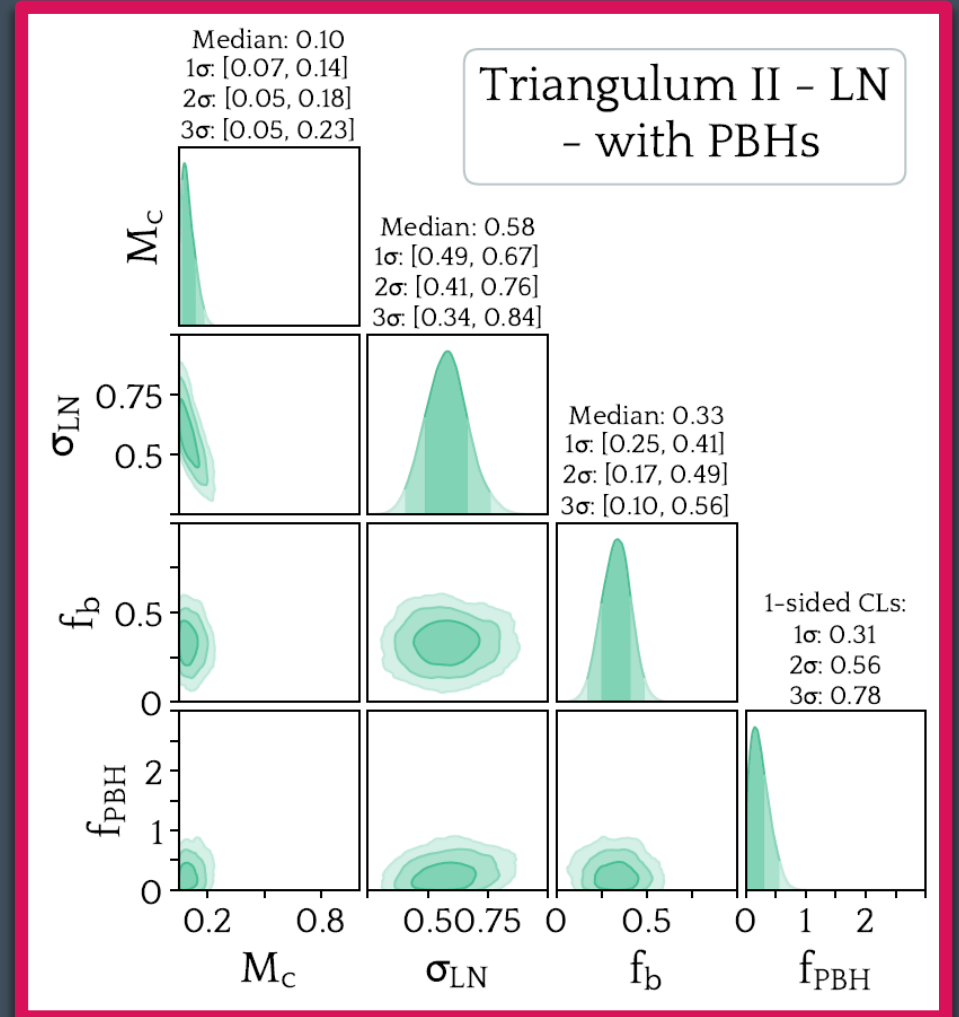 Median: 0.10
1σ: [0.07, 0.14]
2σ: [0.05, 0.18]
3σ: [0.05, 0.23]
Triangulum II - LN
- with PBHs
M_c
Median: 0.58
1σ: [0.49, 0.67]
2σ: [0.41, 0.76]
3σ: [0.34, 0.84]
σ_LN
0.75
0.5
Median: 0.33
1σ: [0.25, 0.41]
2σ: [0.17, 0.49]
3σ: [0.10, 0.56]
f_b
0.5
0
1-sided CLs:
1σ: 0.31
2σ: 0.56
3σ: 0.78
f_PBH
2
1
0
0.2 0.8 0.50 0.75 0 0.5 0 1 2
M_c σ_LN f_b f_PBH